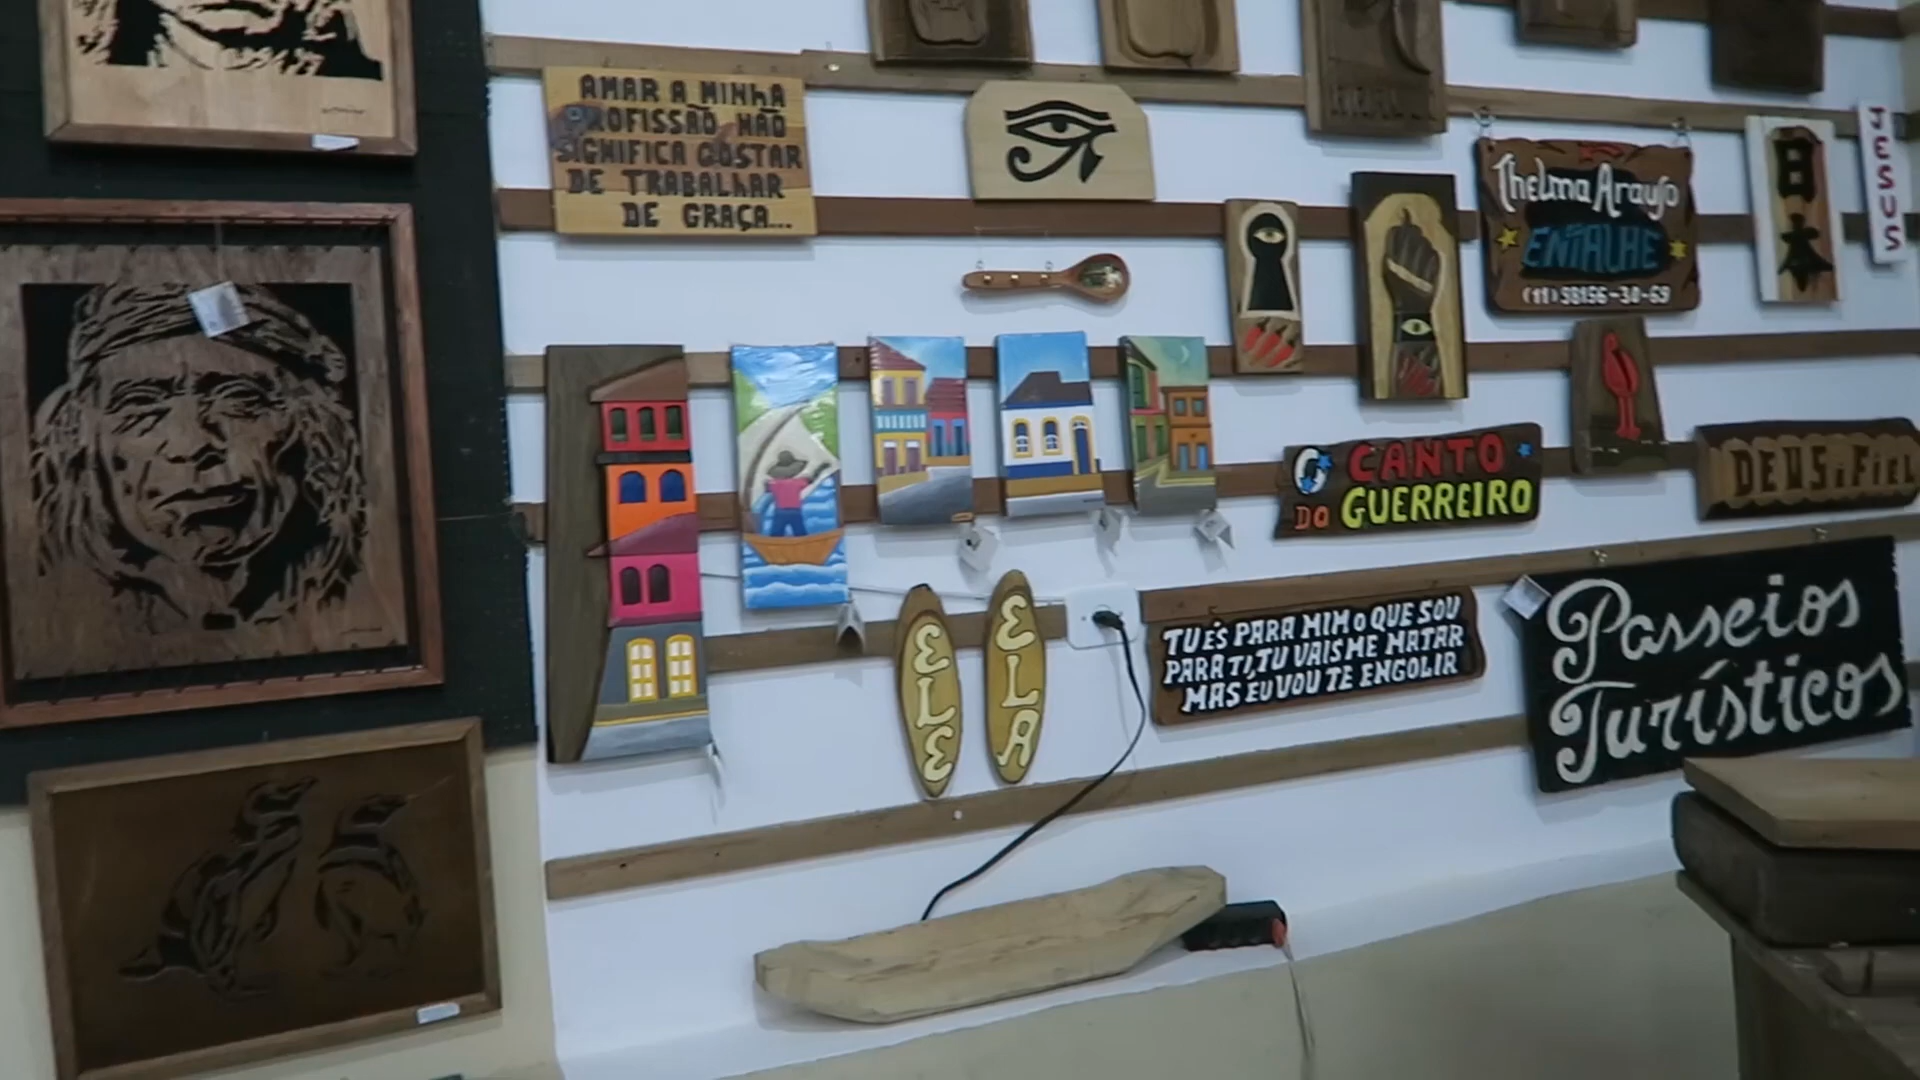 AMAR A MINHA
PROFISSÃO NÃO
SIGNIFICA GOSTAR
DE TRABALHAR
DE GRAÇA...
Thelma Araujo
ENTALHE
(11) 98156-30-69
日本
JESUS
CANTO
DO GUERREIRO
DEUS É FIEL
ELE
ELA
TU ÉS PARA MIM O QUE SOU
PARA TI, TU VAIS ME MATAR
MAS EU VOU TE ENGOLIR
Passeios
Turísticos